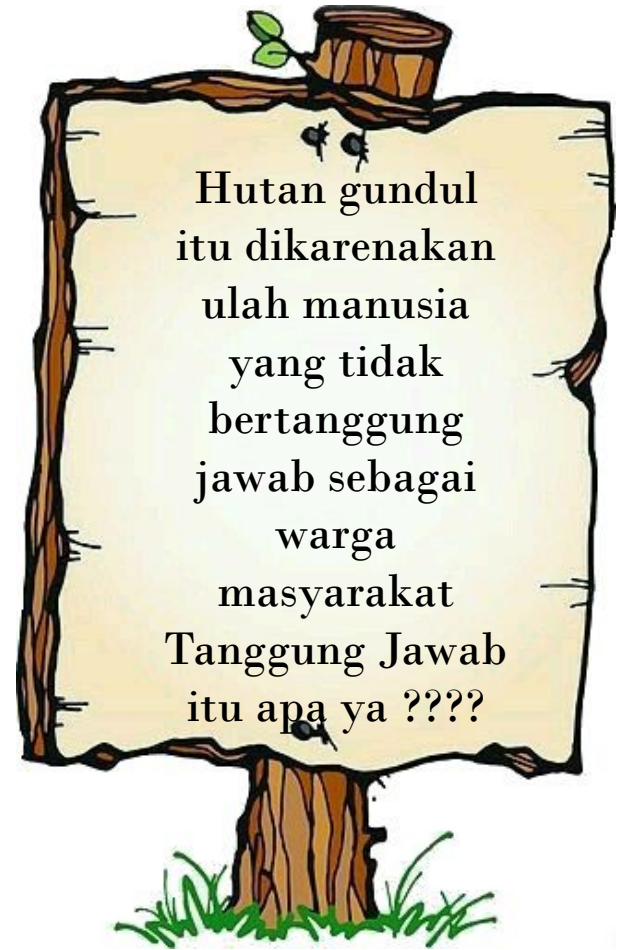 Hutan gundul
itu dikarenakan
ulah manusia
yang tidak
bertanggung
jawab sebagai
warga
masyarakat
Tanggung Jawab
itu apa ya ????